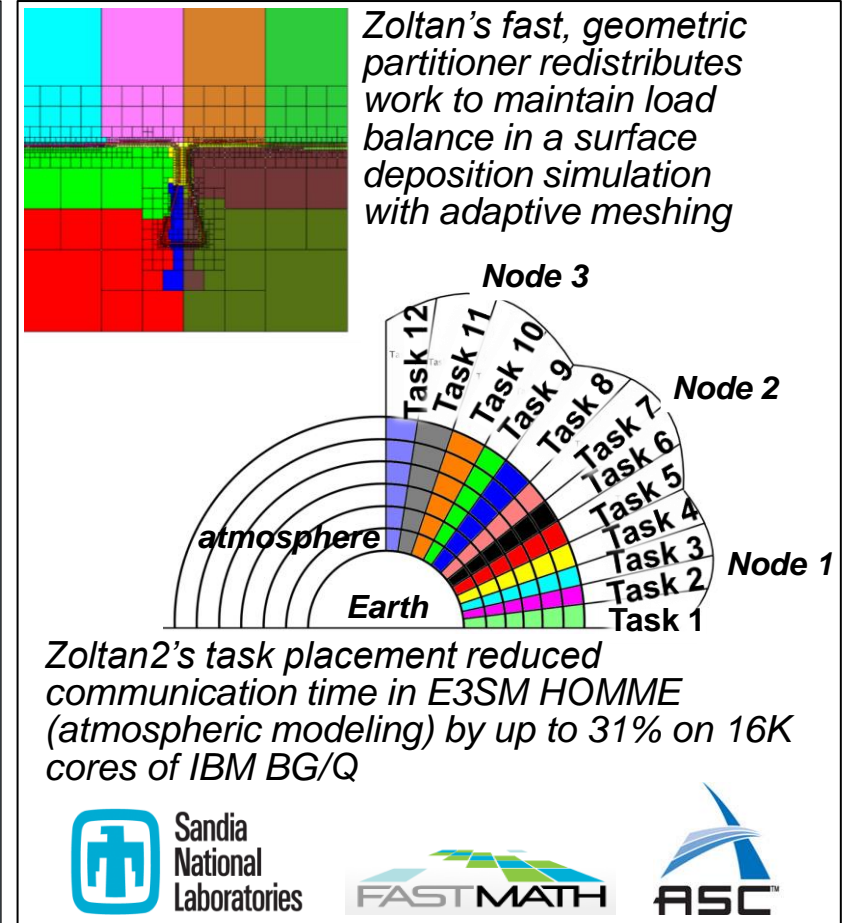 Zoltan's fast, geometric
partitioner redistributes
work to maintain load
balance in a surface
deposition simulation
with adaptive meshing
Node 3
Task 12
Task 11
Task 10
Task 9
Task 8
Node 2
Task 7
Task 6
Task 5
Task 4
Task 3
Node 1
Task 2
Task 1
atmosphere
Earth
Zoltan2's task placement reduced
communication time in E3SM HOMME
(atmospheric modeling) by up to 31% on 16K
cores of IBM BG/Q
Sandia
National
Laboratories
FASTMATH
ASC™